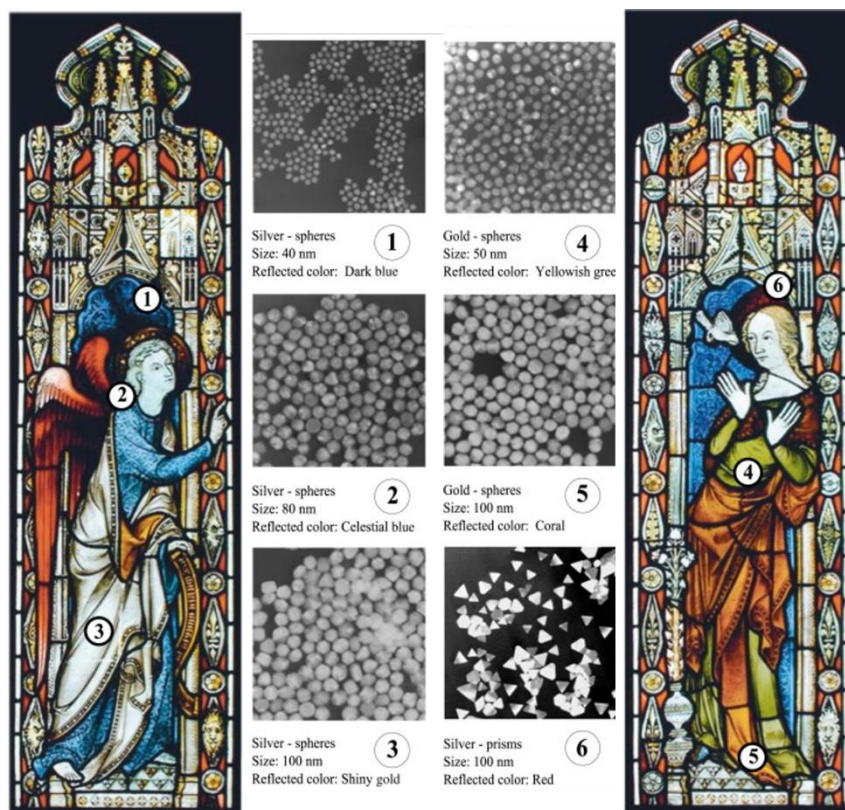 1
2
3
Silver - spheres
Size: 40 nm
Reflected color: Dark blue
1
Silver - spheres
Size: 80 nm
Reflected color: Celestial blue
2
Silver - spheres
Size: 100 nm
Reflected color: Shiny gold
3
Gold - spheres
Size: 50 nm
Reflected color: Yellowish gree
4
Gold - spheres
Size: 100 nm
Reflected color: Coral
5
Silver - prisms
Size: 100 nm
Reflected color: Red
6
6
4
5